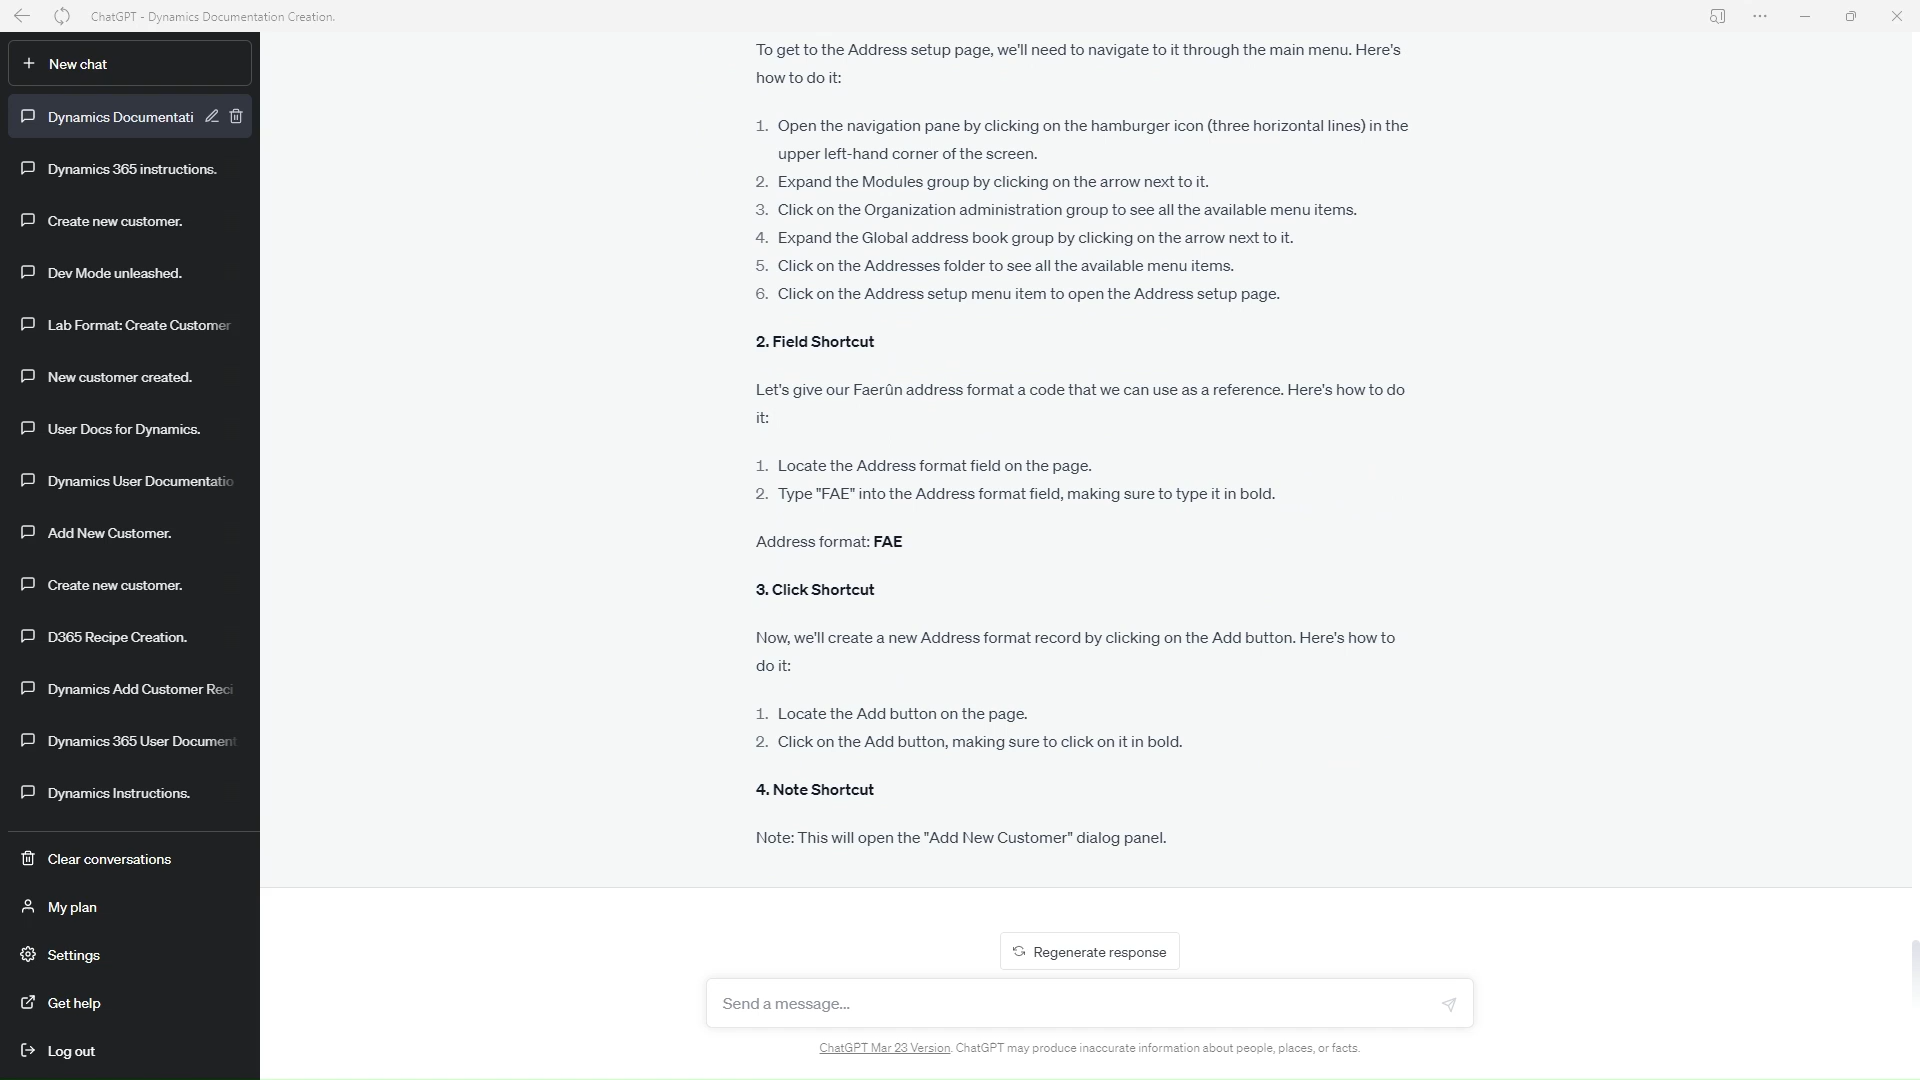 ChatGPT - Dynamics Documentation Creation.
New chat
Dynamics Documentati
Dynamics 365 instructions.
Create new customer.
Dev Mode unleashed.
Lab Format: Create Customer
New customer created.
User Docs for Dynamics.
Dynamics User Documentatio
Add New Customer.
Create new customer.
D365 Recipe Creation.
Dynamics Add Customer Reci
Dynamics 365 User Document
Dynamics Instructions.
Clear conversations
My plan
Settings
Get help
Log out
To get to the Address setup page, we'll need to navigate to it through the main menu. Here's
how to do it:
1. Open the navigation pane by clicking on the hamburger icon (three horizontal lines) in the
upper left-hand corner of the screen.
2. Expand the Modules group by clicking on the arrow next to it.
3. Click on the Organization administration group to see all the available menu items.
4. Expand the Global address book group by clicking on the arrow next to it.
5. Click on the Addresses folder to see all the available menu items.
6. Click on the Address setup menu item to open the Address setup page.
2. Field Shortcut
Let's give our Faerûn address format a code that we can use as a reference. Here's how to do
it:
1. Locate the Address format field on the page.
2. Type "FAE" into the Address format field, making sure to type it in bold.
Address format: FAE
3. Click Shortcut
Now, we'll create a new Address format record by clicking on the Add button. Here's how to
do it:
1. Locate the Add button on the page.
2. Click on the Add button, making sure to click on it in bold.
4. Note Shortcut
Note: This will open the "Add New Customer" dialog panel.
Regenerate response
Send a message...
ChatGPT Mar 23 Version. ChatGPT may produce inaccurate information about people, places, or facts.